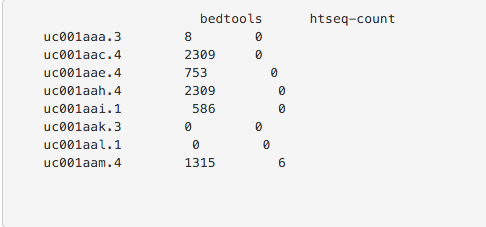 bedtools htseq-count
uc001aaa.3 8 0
uc001aac.4 2309 0
uc001aae.4 753 0
uc001aah.4 2309 0
uc001aai.1 586 0
uc001aak.3 0 0
uc001aal.1 0 0
uc001aam.4 1315 6